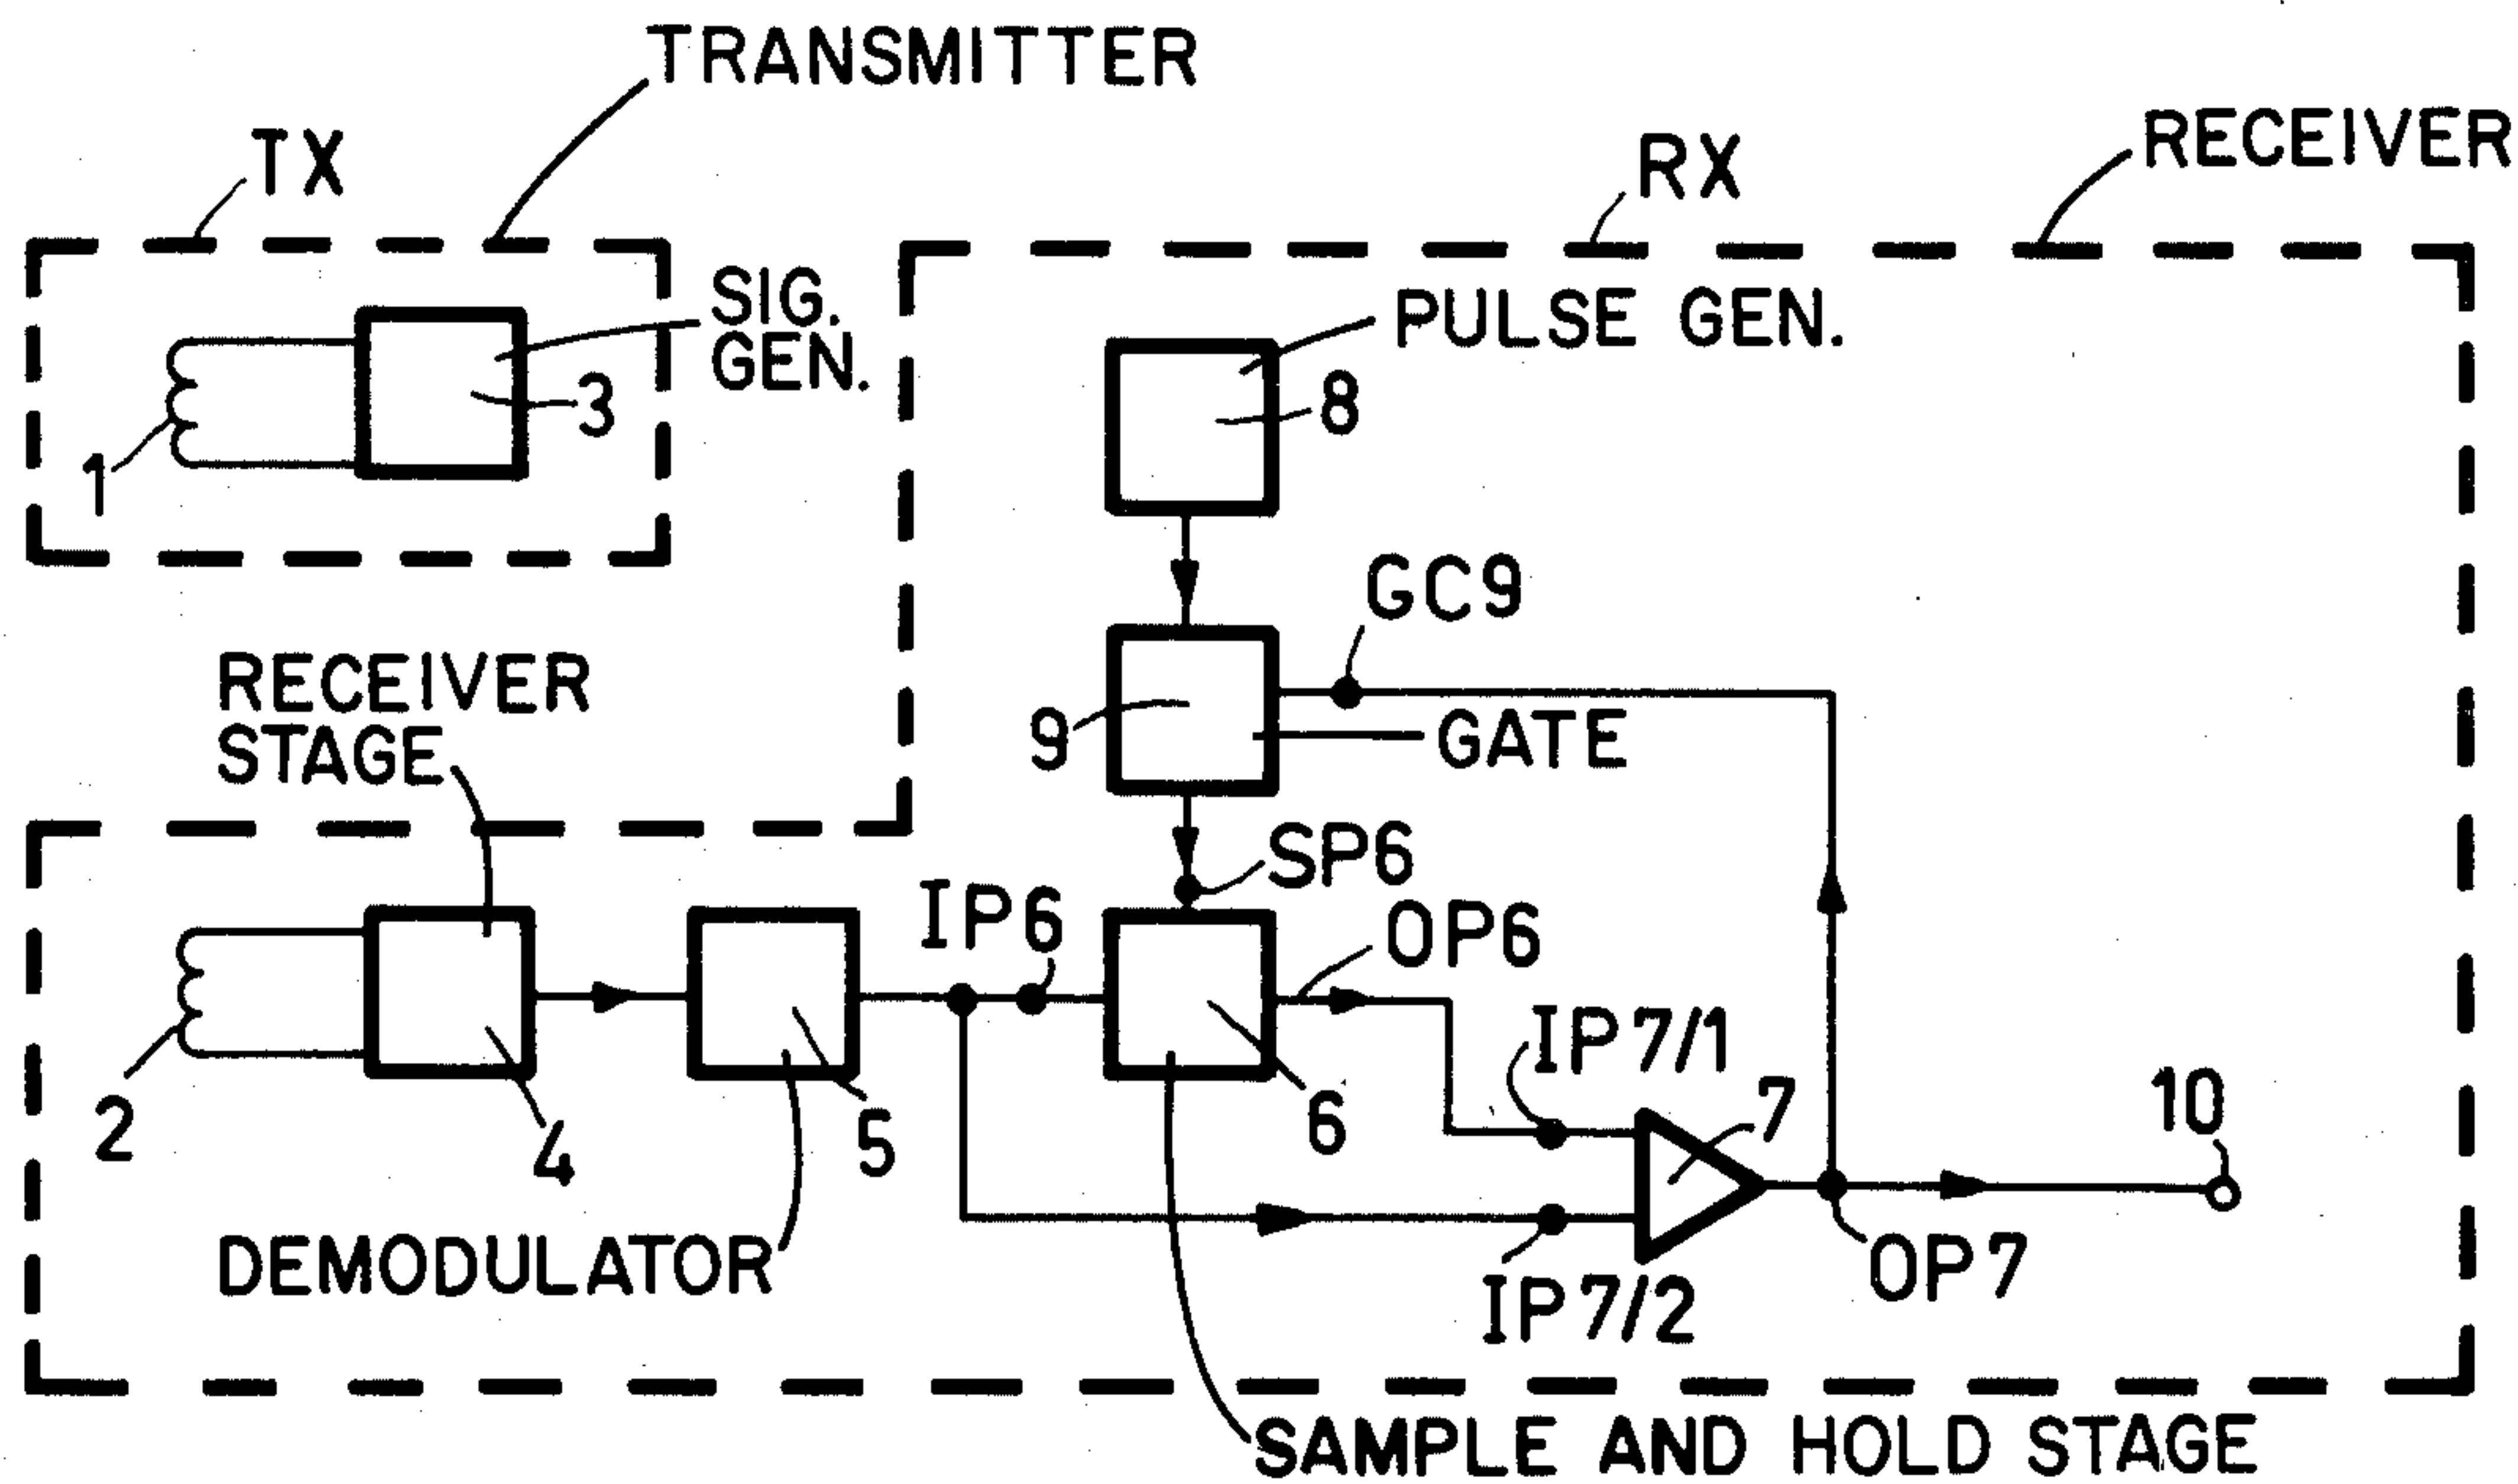 TRANSMITTER
TX
RX
RECEIVER
SIG.
GEN.
PULSE GEN.
3
8
1
GC9
RECEIVER
STAGE
9
GATE
SP6
IP6
OP6
IP7/1
2
4
5
6
7
10
DEMODULATOR
OP7
IP7/2
SAMPLE AND HOLD STAGE